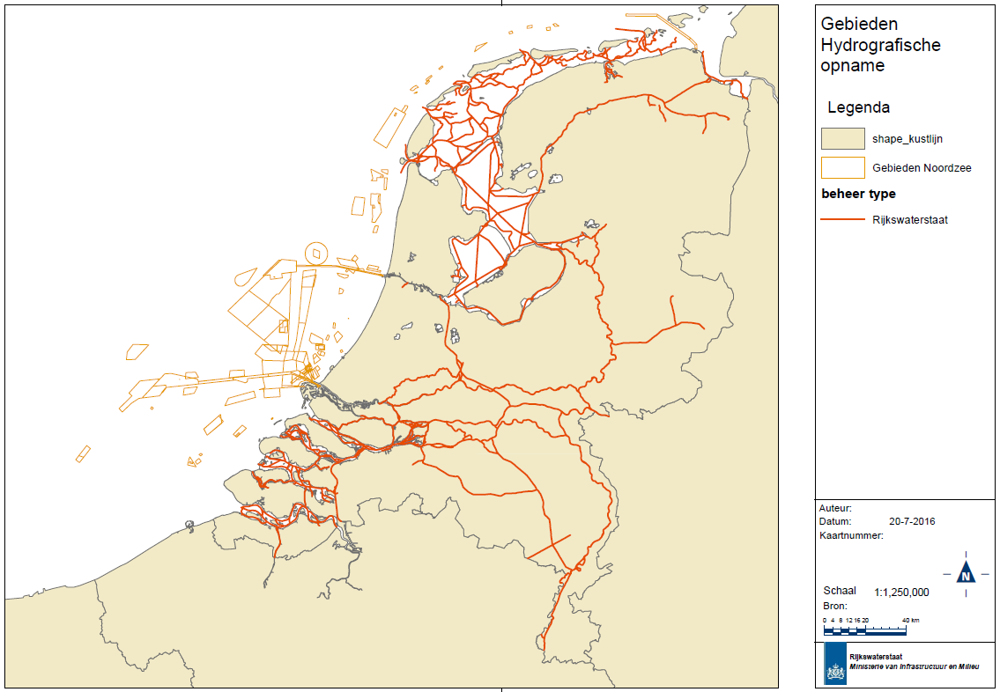 Gebieden
Hydrografische
opname
Legenda
shape_kustlijn
Gebieden Noordzee
beheer type
Rijkswaterstaat
Auteur:
Datum: 20-7-2016
Kaartnummer:
N
Schaal 1:1,250,000
Bron:
0 4 8 12 16 20 40 km
Rijkswaterstaat
Ministerie van Infrastructuur en Milieu